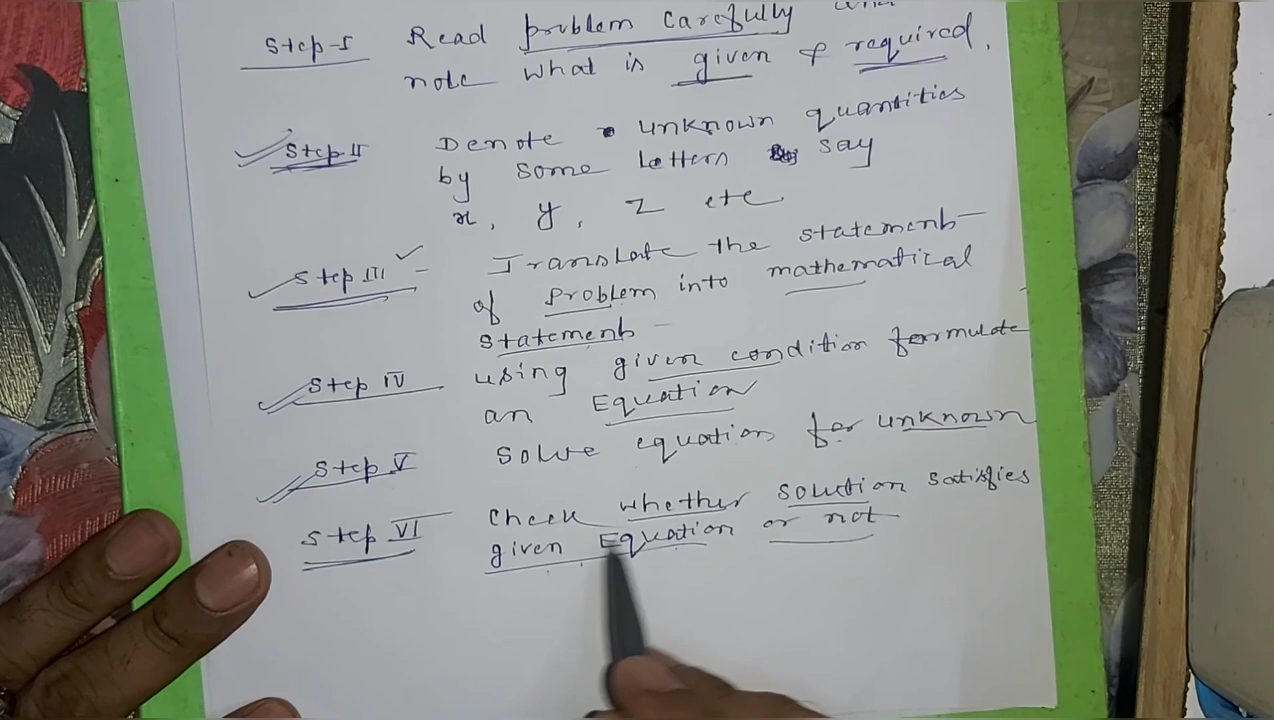 Step-I Read problem carefully
note what is given & required.
Step II Denote unknown quantities
by some letters say
x, y, z etc
Step III - Translate the statement
of Problem into mathematical
statement
Step IV using given condition formulate
an Equation
Step V solve equation for unknown
Step VI Check whether solution satisfies
given Equation or not